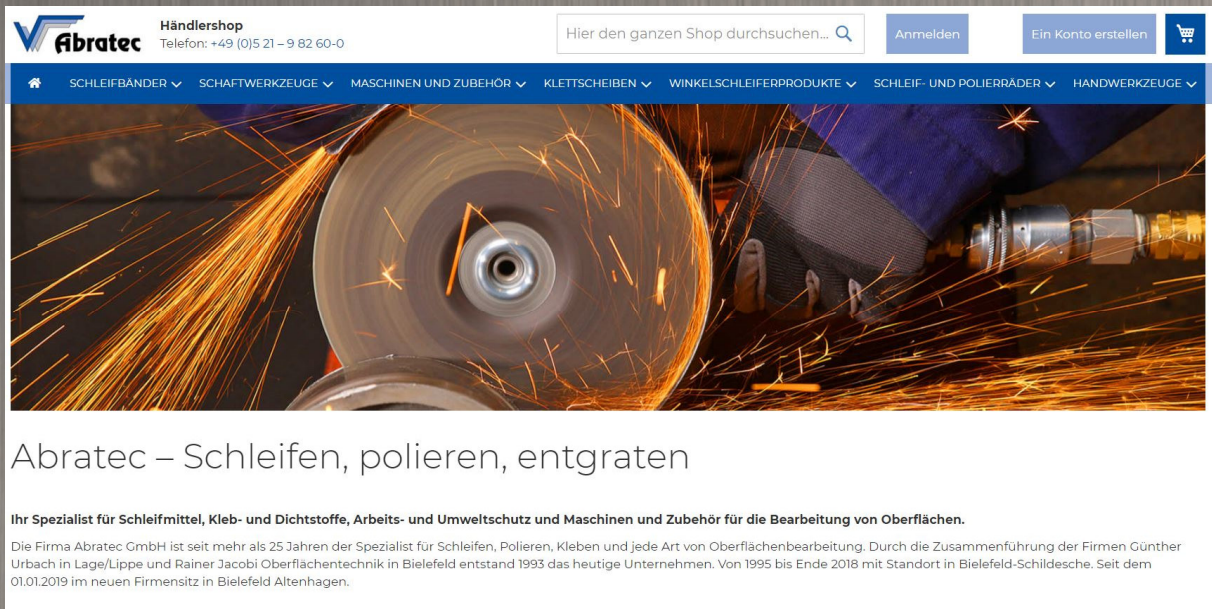 Abratec
Händlershop
Telefon: +49 (0)5 21 – 9 82 60-0
Hier den ganzen Shop durchsuchen...
Anmelden
Ein Konto erstellen
SCHLEIFBÄNDER
SCHAFTWERKZEUGE
MASCHINEN UND ZUBEHÖR
KLETTSCHEIBEN
WINKELSCHLEIFERPRODUKTE
SCHLEIF- UND POLIERRÄDER
HANDWERKZEUGE
Abratec – Schleifen, polieren, entgraten
Ihr Spezialist für Schleifmittel, Kleb- und Dichtstoffe, Arbeits- und Umweltschutz und Maschinen und Zubehör für die Bearbeitung von Oberflächen.
Die Firma Abratec GmbH ist seit mehr als 25 Jahren der Spezialist für Schleifen, Polieren, Kleben und jede Art von Oberflächenbearbeitung. Durch die Zusammenführung der Firmen Günther
Urbach in Lage/Lippe und Rainer Jacobi Oberflächentechnik in Bielefeld entstand 1993 das heutige Unternehmen. Von 1995 bis Ende 2018 mit Standort in Bielefeld-Schildesche. Seit dem
01.01.2019 im neuen Firmensitz in Bielefeld Altenhagen.